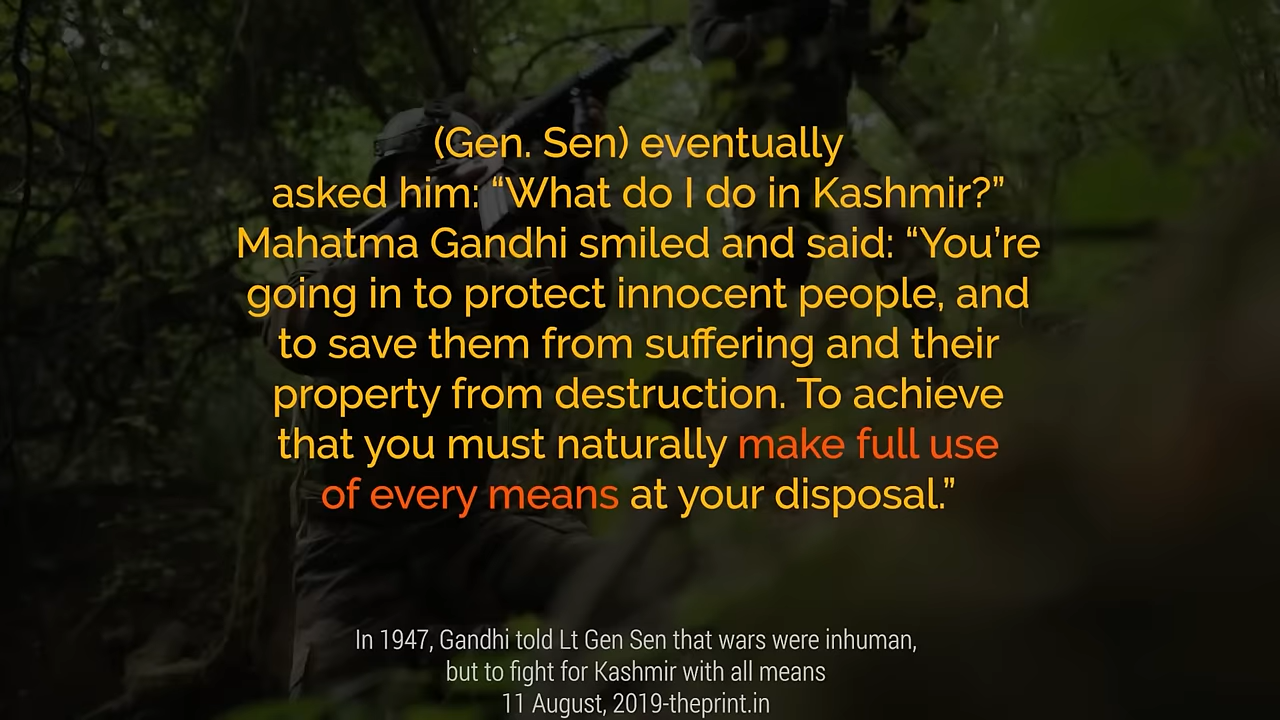 (Gen. Sen) eventually
asked him: “What do I do in Kashmir?”
Mahatma Gandhi smiled and said: “You’re
going in to protect innocent people, and
to save them from suffering and their
property from destruction. To achieve
that you must naturally make full use
of every means at your disposal.”
In 1947, Gandhi told Lt Gen Sen that wars were inhuman,
but to fight for Kashmir with all means
11 August, 2019-theprint.in